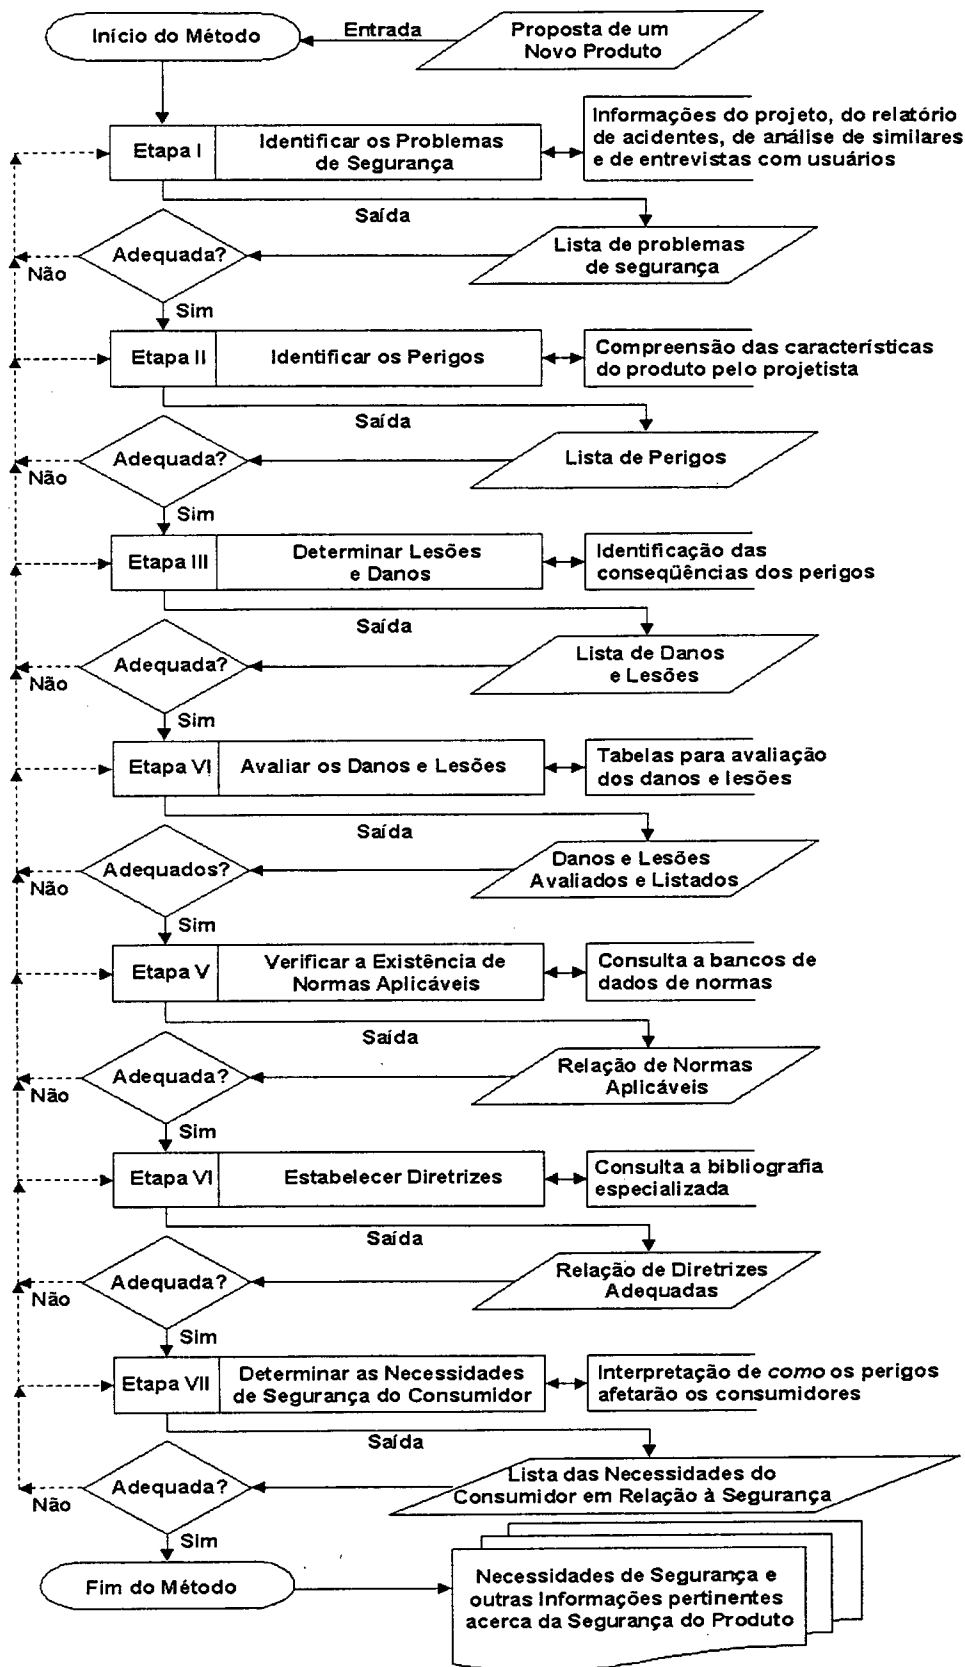 Início do Método
Entrada
Proposta de um
Novo Produto
Etapa I
Identificar os Problemas
de Segurança
Informações do projeto, do relatório
de acidentes, de análise de similares
e de entrevistas com usuários
Saída
Adequada?
Não
Lista de problemas
de segurança
Sim
Etapa II
Identificar os Perigos
Compreensão das características
do produto pelo projetista
Saída
Adequada?
Não
Lista de Perigos
Sim
Etapa III
Determinar Lesões
e Danos
Identificação das
conseqüências dos perigos
Saída
Adequada?
Não
Lista de Danos
e Lesões
Sim
Etapa VI
Avaliar os Danos e Lesões
Tabelas para avaliação
dos danos e lesões
Saída
Adequados?
Não
Danos e Lesões
Avaliados e Listados
Sim
Etapa V
Verificar a Existência de
Normas Aplicáveis
Consulta a bancos de
dados de normas
Saída
Adequada?
Não
Relação de Normas
Aplicáveis
Sim
Etapa VI
Estabelecer Diretrizes
Consulta a bibliografia
especializada
Saída
Adequada?
Não
Relação de Diretrizes
Adequadas
Sim
Etapa VII
Determinar as Necessidades
de Segurança do Consumidor
Interpretação de como os perigos
afetarão os consumidores
Saída
Adequada?
Não
Lista das Necessidades do
Consumidor em Relação à Segurança
Sim
Fim do Método
Necessidades de Segurança e
outras Informações pertinentes
acerca da Segurança do Produto